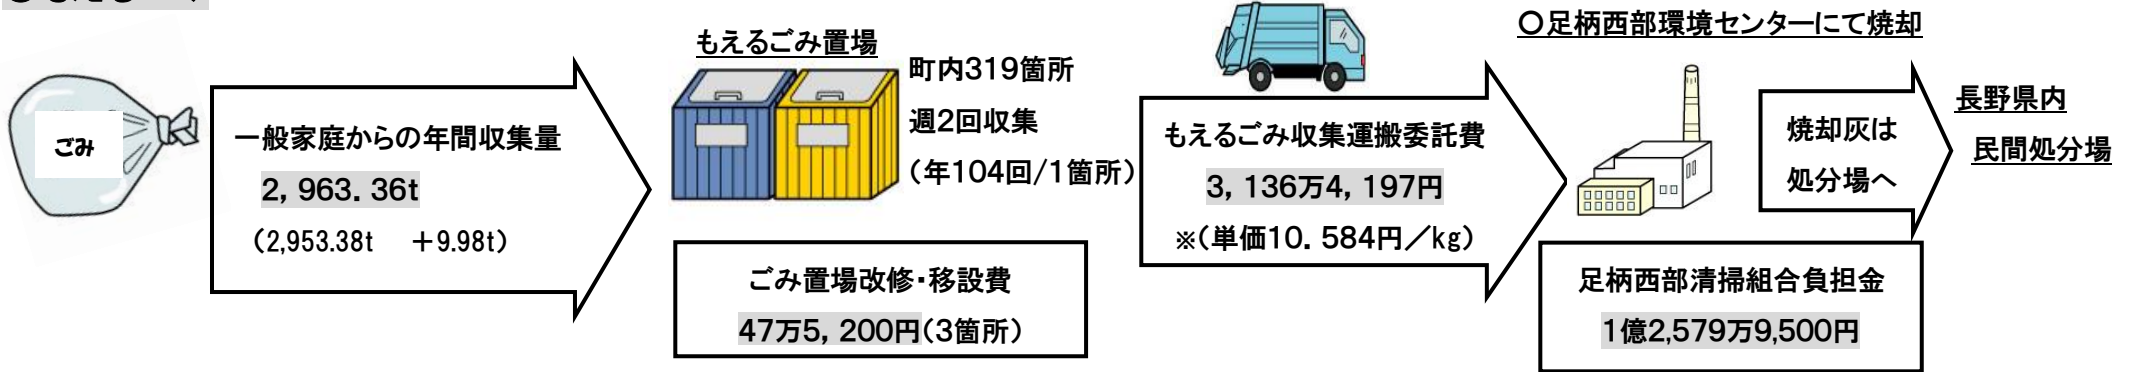 ごみ
一般家庭からの年間収集量
2，963．36t
（2,953.38t　＋9.98t）
もえるごみ置場
町内319箇所
週2回収集
（年104回/1箇所）
ごみ置場改修・移設費
47万5，200円（3箇所）
もえるごみ収集運搬委託費
3，136万4，197円
※（単価10．584円／kg）
○足柄西部環境センターにて焼却
足柄西部清掃組合負担金
1億2,579万9,500円
焼却灰は
処分場へ
長野県内
民間処分場